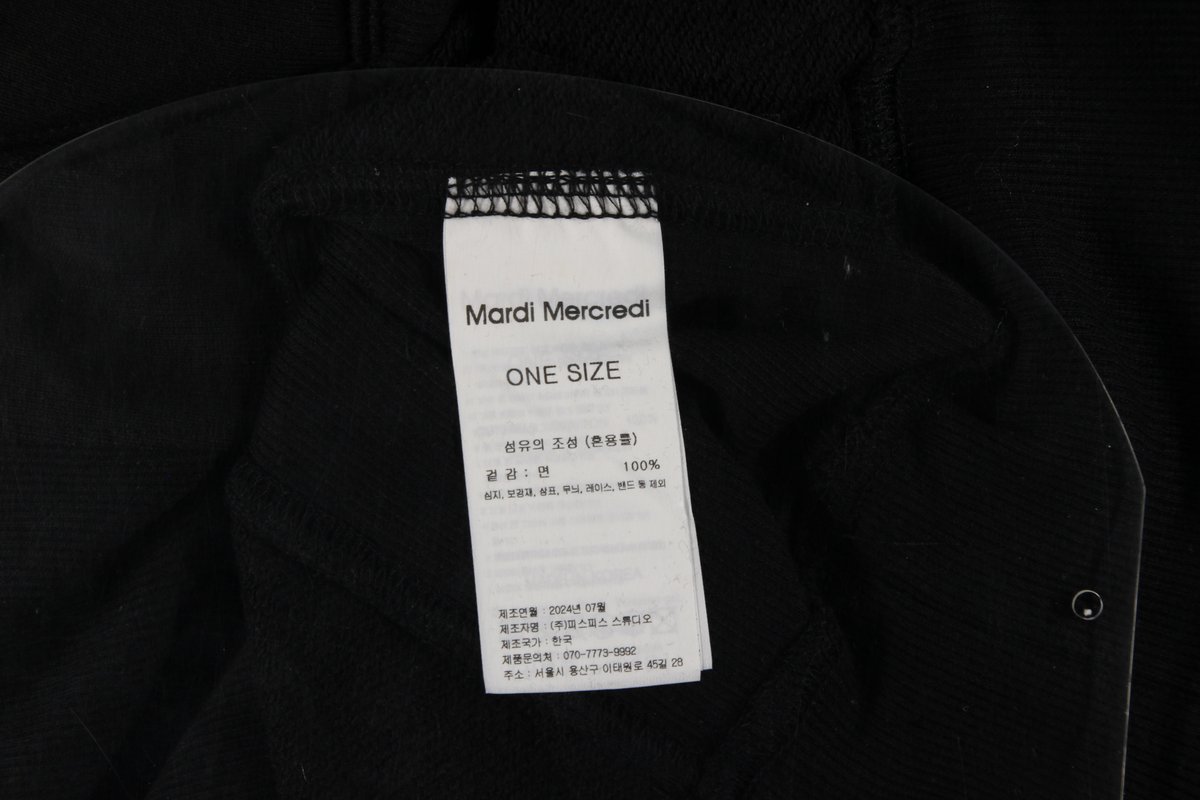 Mardi Mercredi
ONE SIZE
섬유의 조성 (혼용률)
겉 감 : 면 100%
심지, 보강재, 상표, 무늬, 레이스, 밴드 등 제외
제조연월 : 2024년 07월
제조자명 : (주)피스피스 스튜디오
제조국가 : 한국
제품문의처 : 070-7773-9992
주소 : 서울시 용산구 이태원로 45길 28